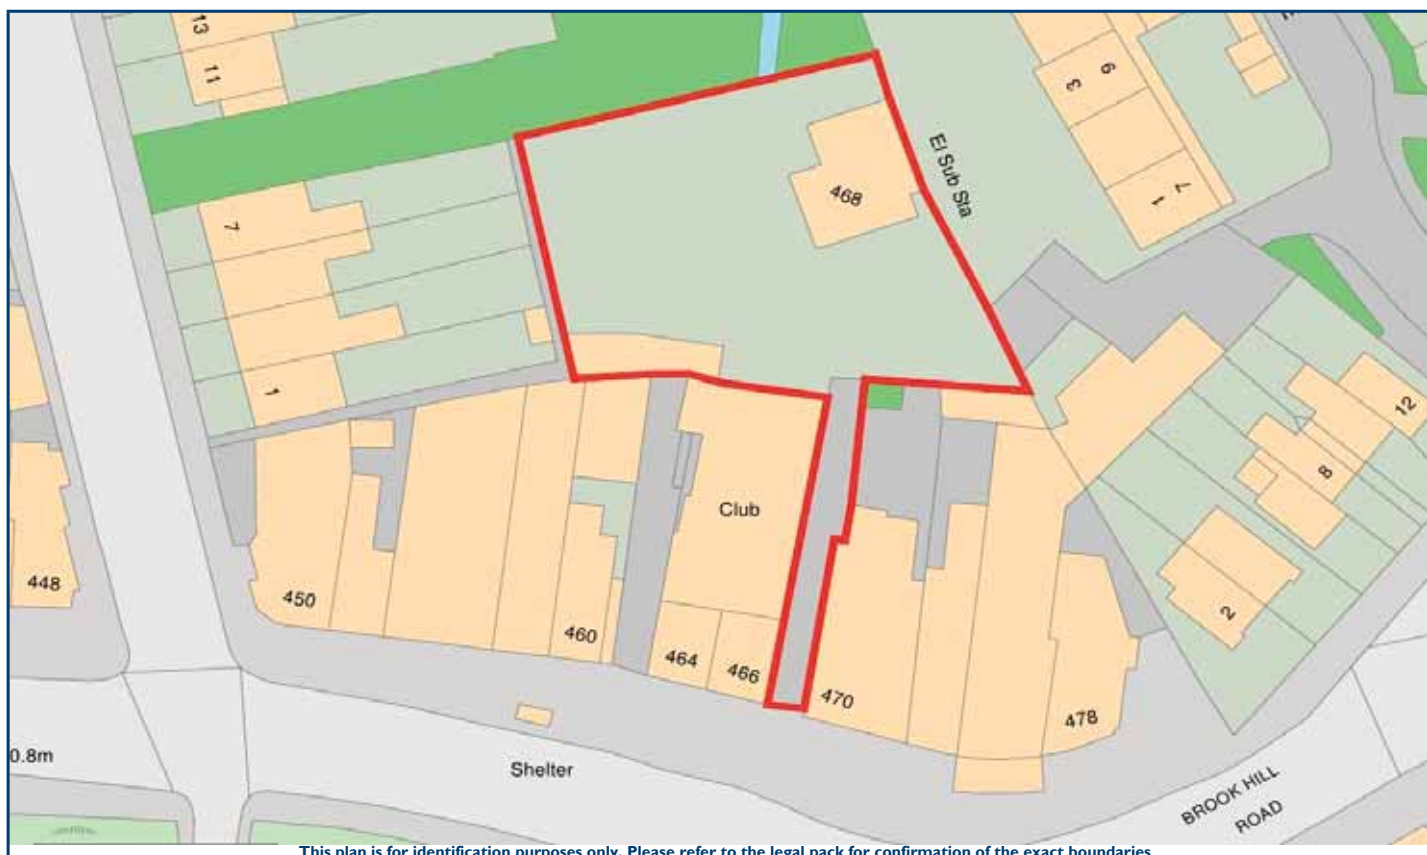 13
11
3
9
El Sub Sta
1
7
468
7
1
12
8
2
Club
448
450
460
464
466
470
478
0.8m
Shelter
BROOK HILL
ROAD
This plan is for identification purposes only. Please refer to the legal pack for confirmation of the exact boundaries